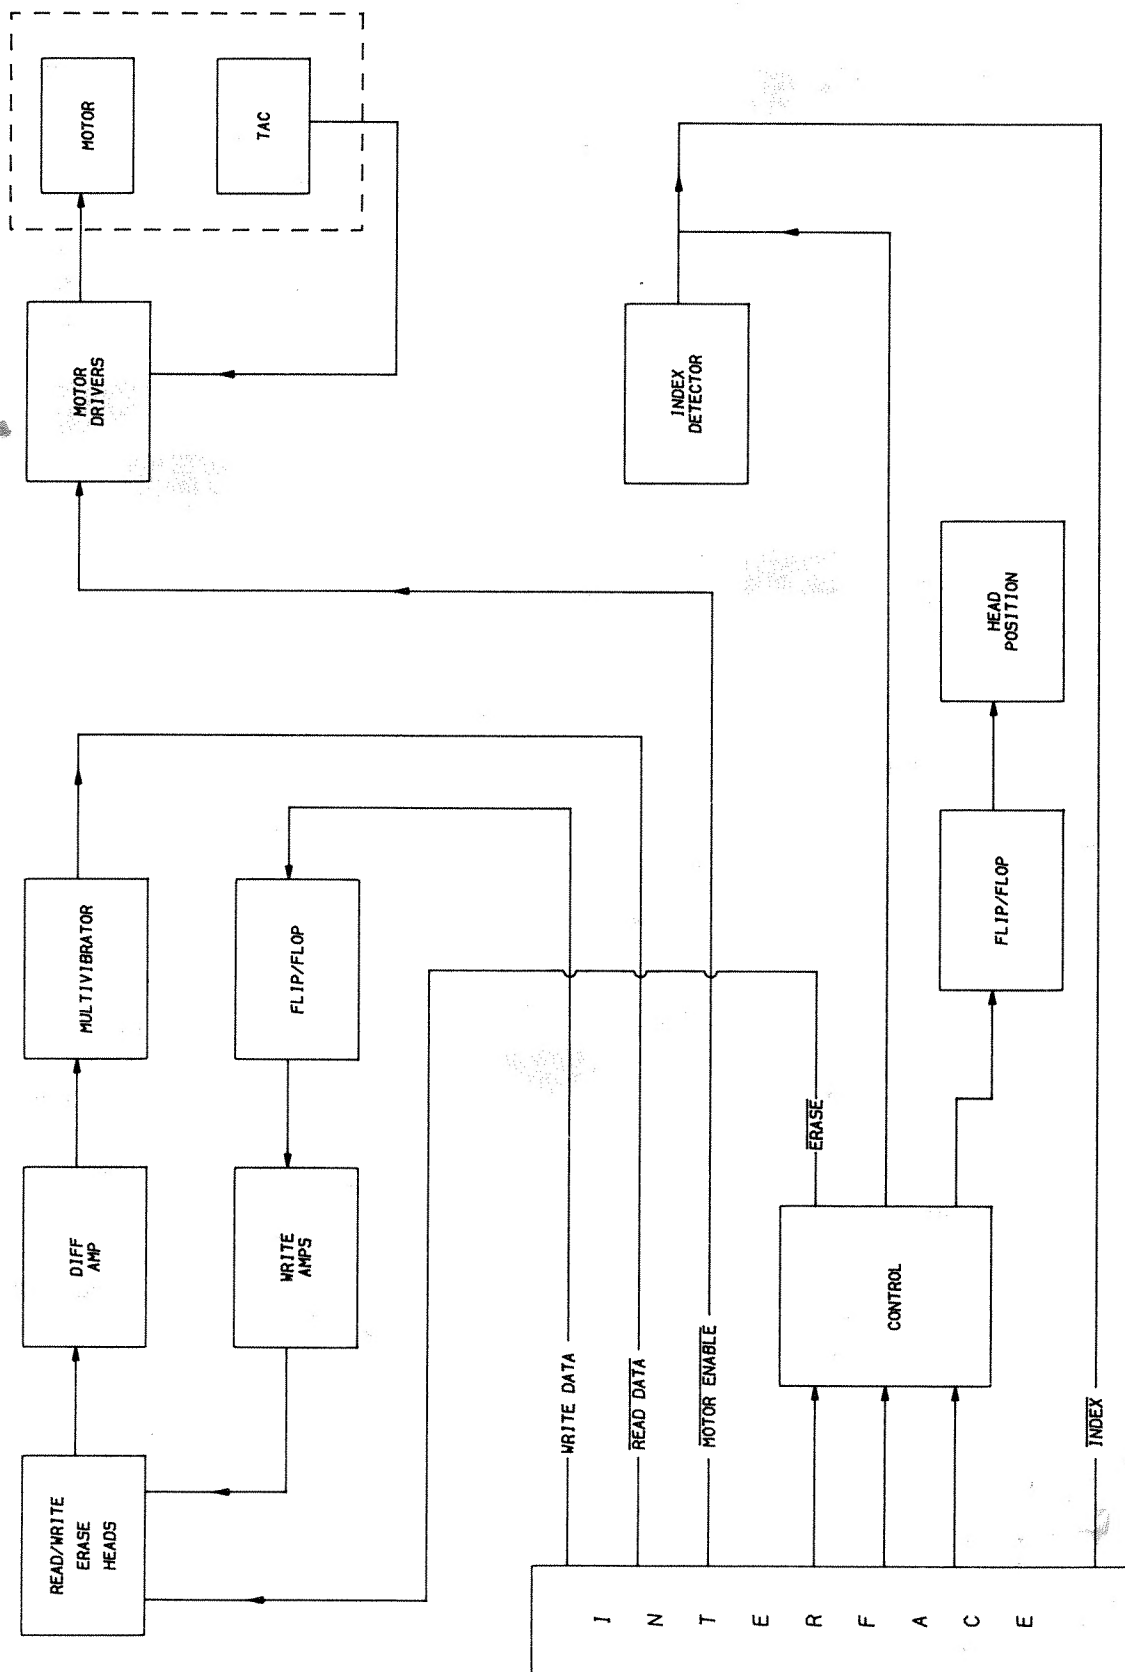 READ/WRITE
ERASE
HEADS
DIFF
AMP
MULTIVIBRATOR
MOTOR
DRIVERS
MOTOR
WRITE
AMPS
FLIP/FLOP
TAC
WRITE DATA
READ DATA
MOTOR ENABLE
INDEX
DETECTOR
ERASE
CONTROL
FLIP/FLOP
HEAD
POSITION
INDEX
INTERFACE